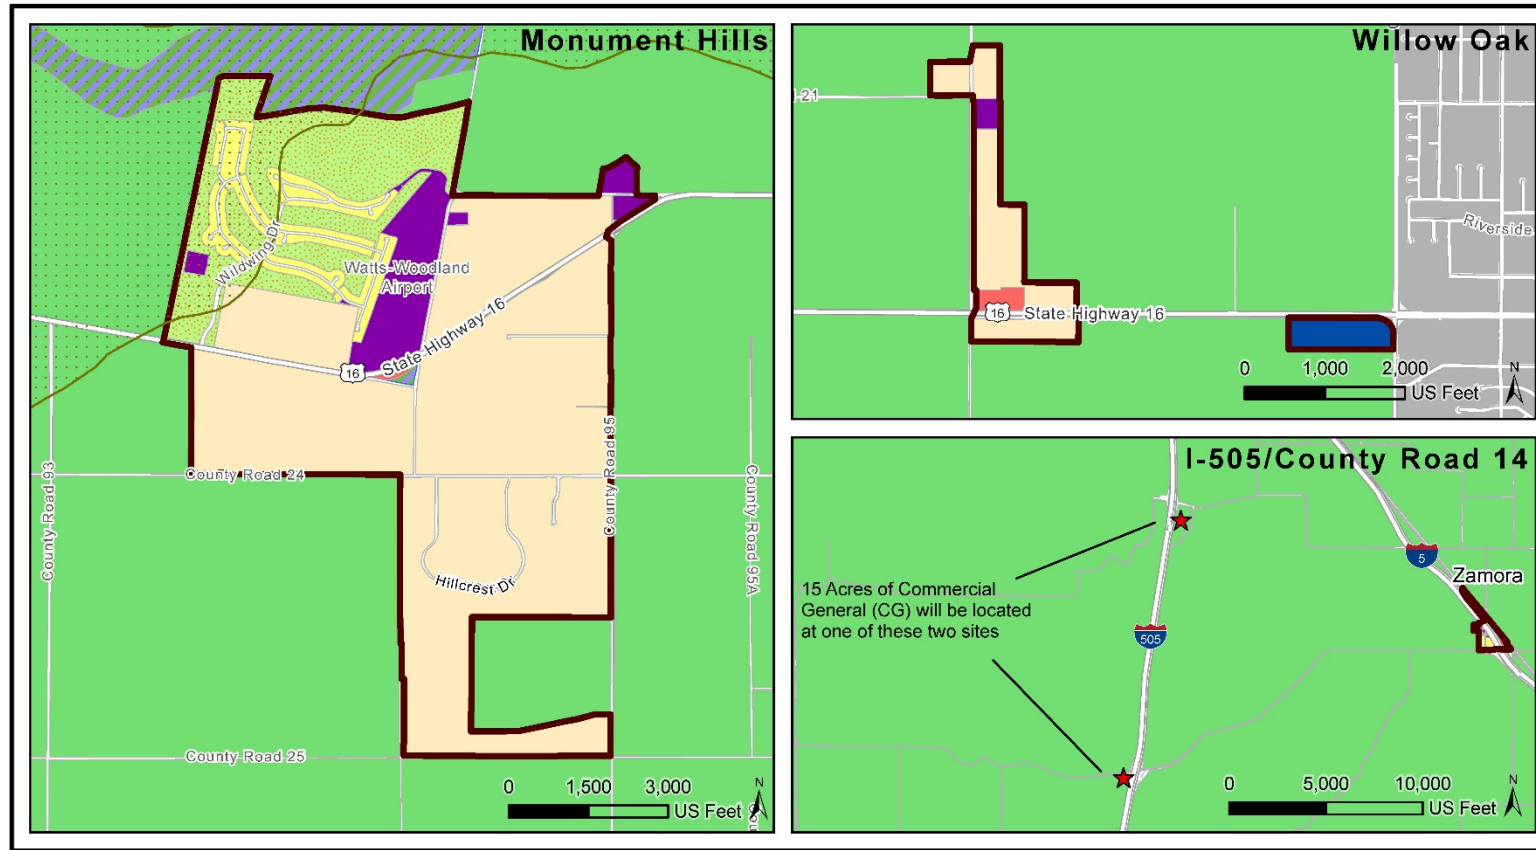 Monument Hills
Wildwing Dr
Watts-Woodland
Airport
State Highway 16
16
County Road 93
County Road 24
County Road 95
County Road 95A
Hillcrest Dr
County Road 25
0 1,500 3,000
US Feet
N
Willow Oak
21
Riverside
16
State Highway 16
0 1,000 2,000
US Feet
N
I-505/County Road 14
5
Zamora
15 Acres of Commercial
General (CG) will be located
at one of these two sites
505
0 5,000 10,000
US Feet
N